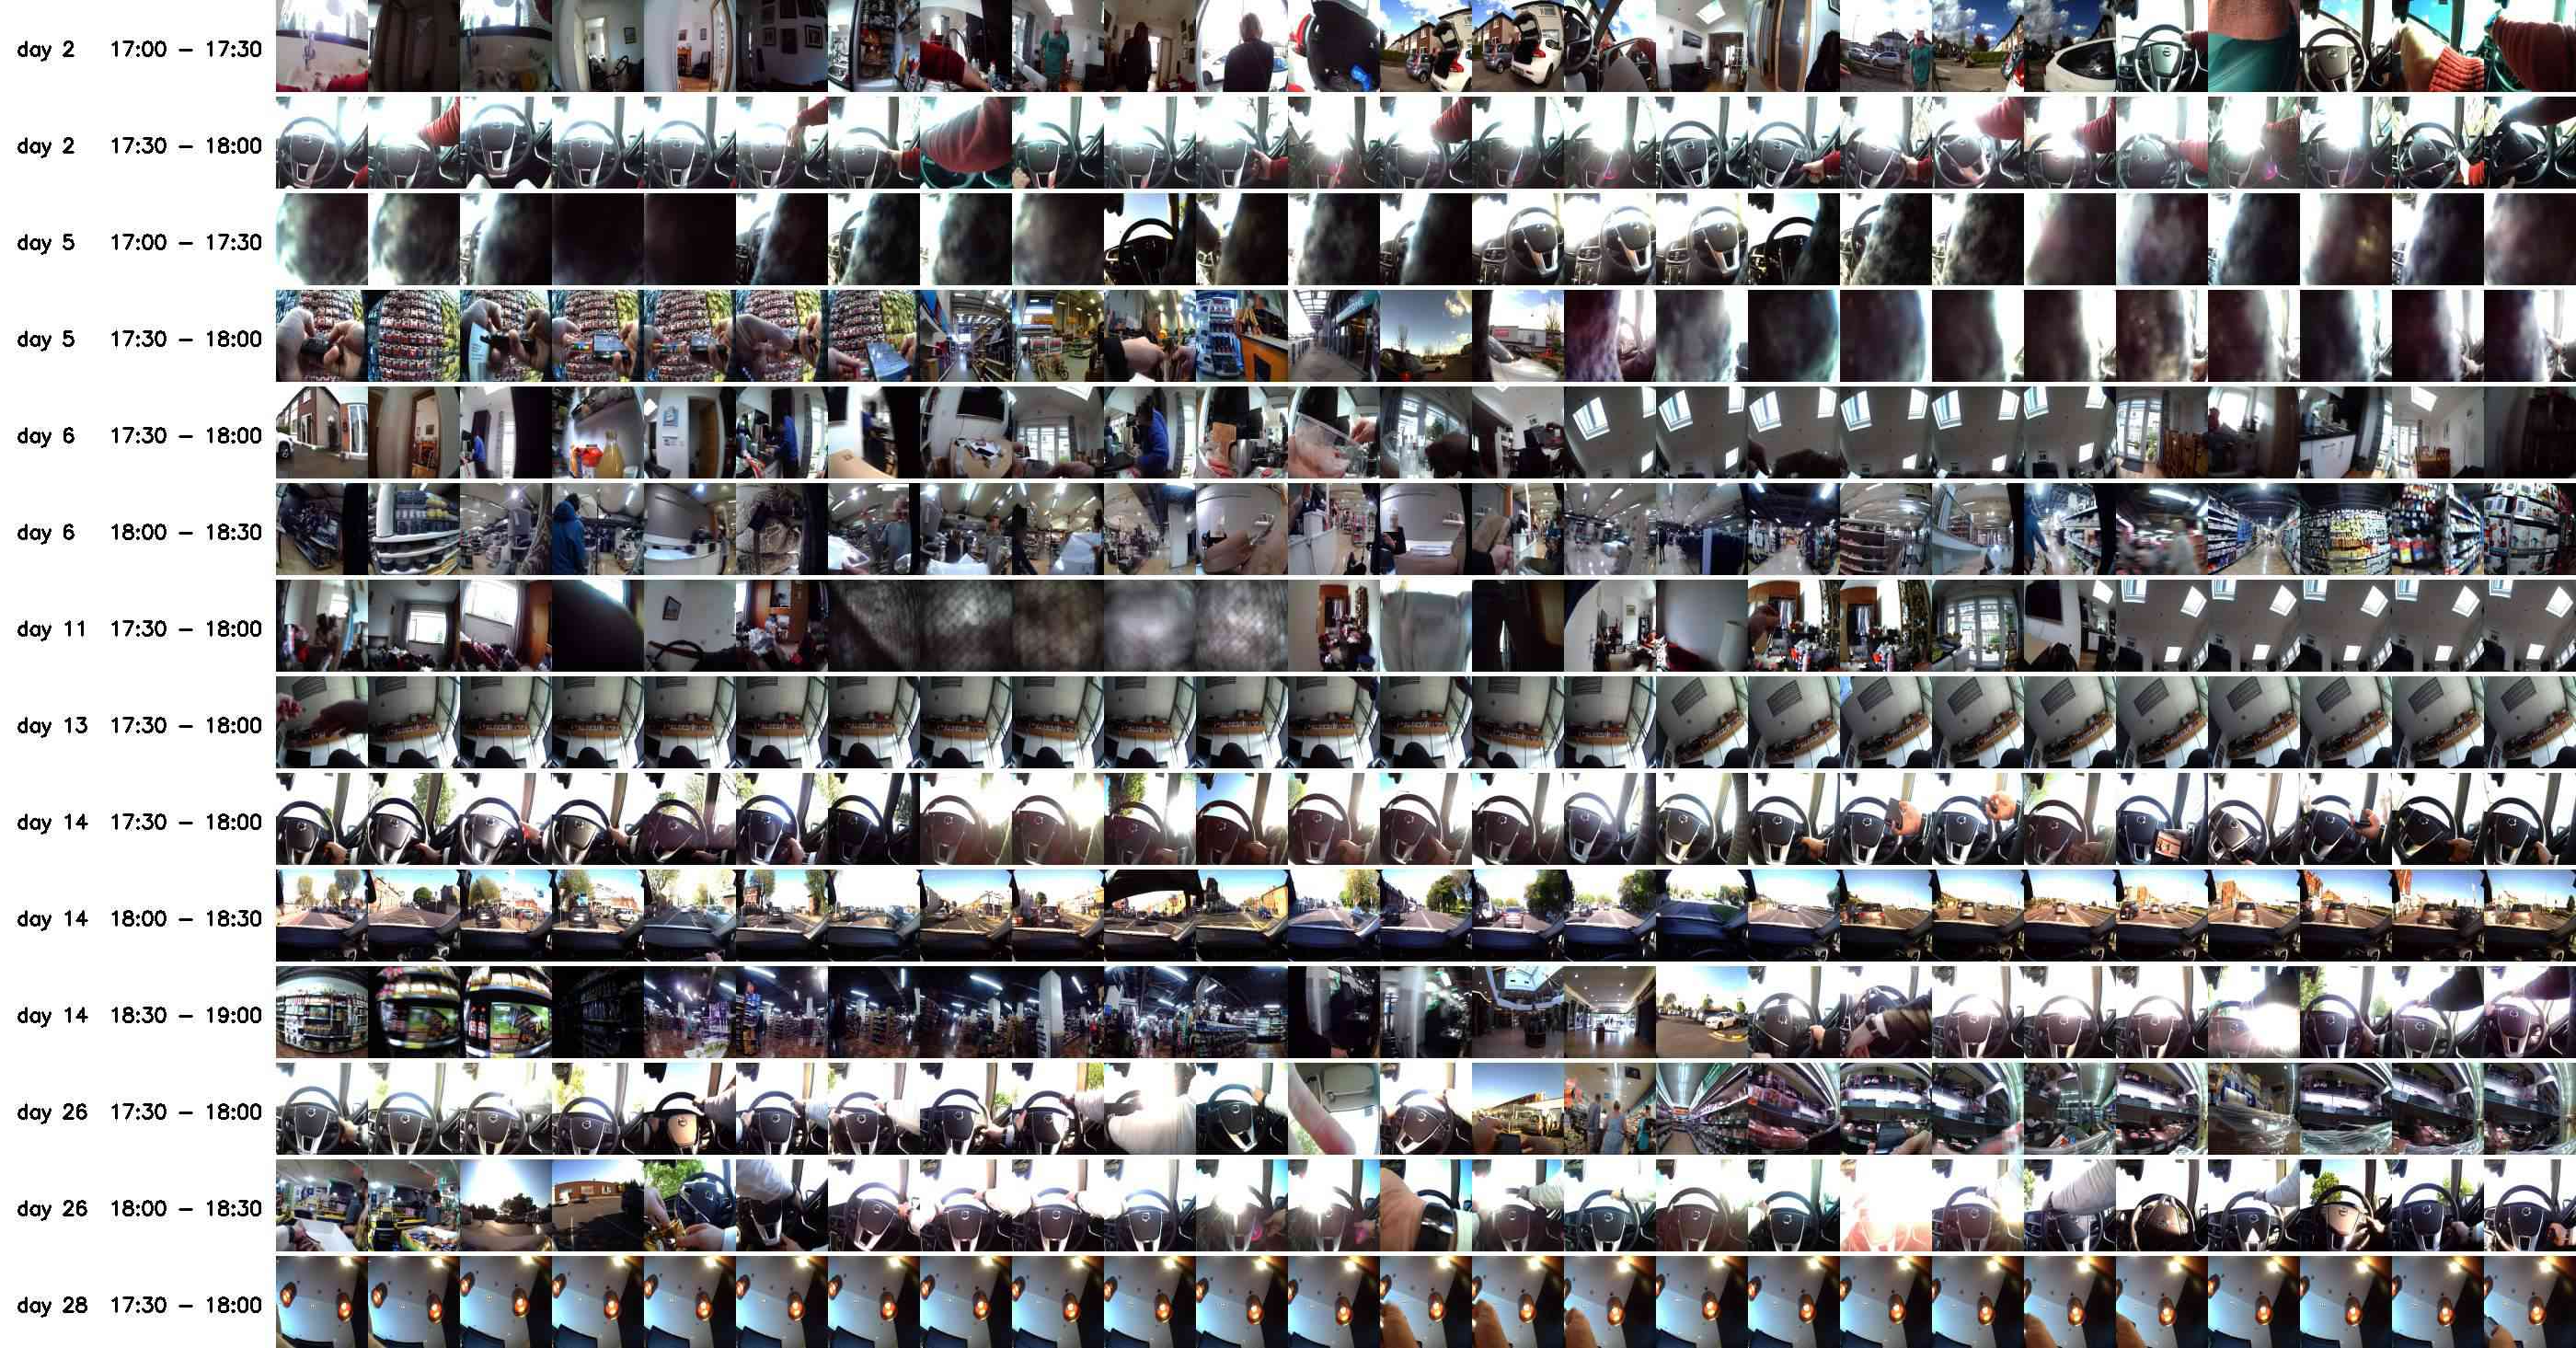 day 2 17:00 – 17:30
day 2 17:30 – 18:00
day 5 17:00 – 17:30
day 5 17:30 – 18:00
day 6 17:30 – 18:00
day 6 18:00 – 18:30
day 11 17:30 – 18:00
day 13 17:30 – 18:00
day 14 17:30 – 18:00
day 14 18:00 – 18:30
day 14 18:30 – 19:00
day 26 17:30 – 18:00
day 26 18:00 – 18:30
day 28 17:30 – 18:00